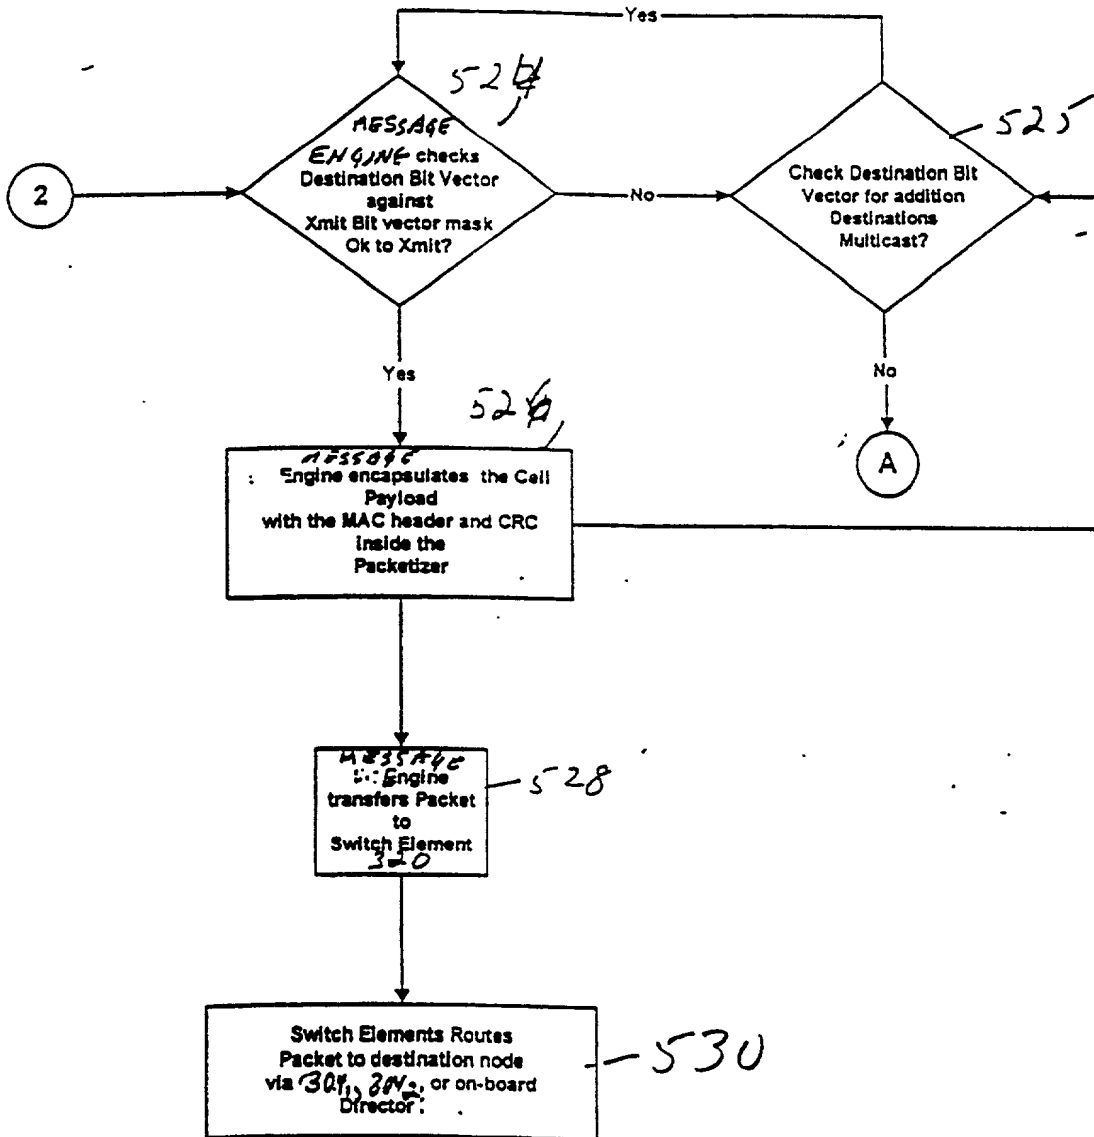 Yes
524
525
MESSAGE
ENGINE checks
Destination Bit Vector
against
Xmit Bit vector mask
Ok to Xmit?
2
No
Check Destination Bit
Vector for addition
Destinations
Multicast?
Yes
No
A
MESSAGE
Engine encapsulates the Cell
Payload
with the MAC header and CRC
Inside the
Packetizer
MESSAGE
Engine
transfers Packet
to
Switch Element
320
528
Switch Elements Routes
Packet to destination node
via or on-board
Director
530